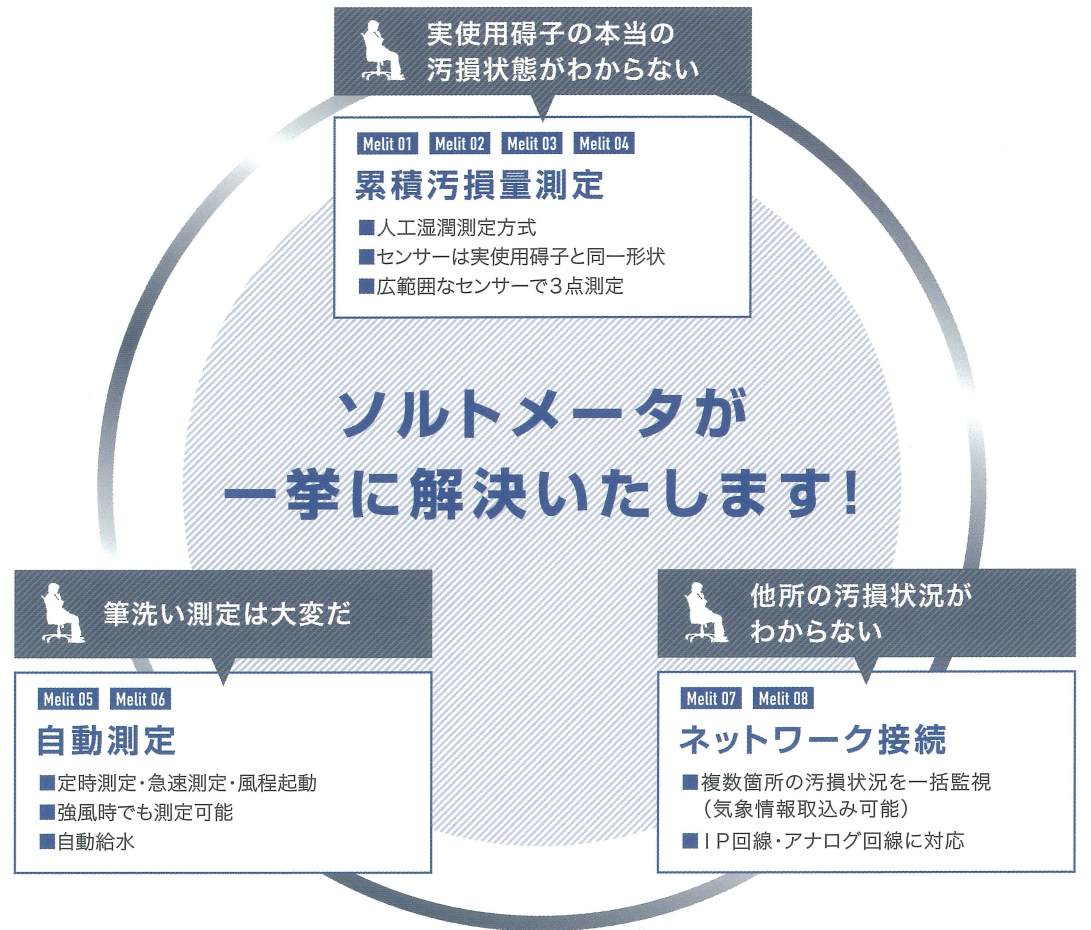 実使用碍子の本当の
汚損状態がわからない
Melit 01 Melit 02 Melit 03 Melit 04
累積汚損量測定
■人工湿潤測定方式
■センサーは実使用碍子と同一形状
■広範囲なセンサーで3点測定
ソルトメータが
一挙に解決いたします!
筆洗い測定は大変だ
Melit 05 Melit 06
自動測定
■定時測定・急速測定・風程起動
■強風時でも測定可能
■自動給水
他所の汚損状況が
わからない
Melit 07 Melit 08
ネットワーク接続
■複数箇所の汚損状況を一括監視
（気象情報取込み可能）
■IP回線・アナログ回線に対応